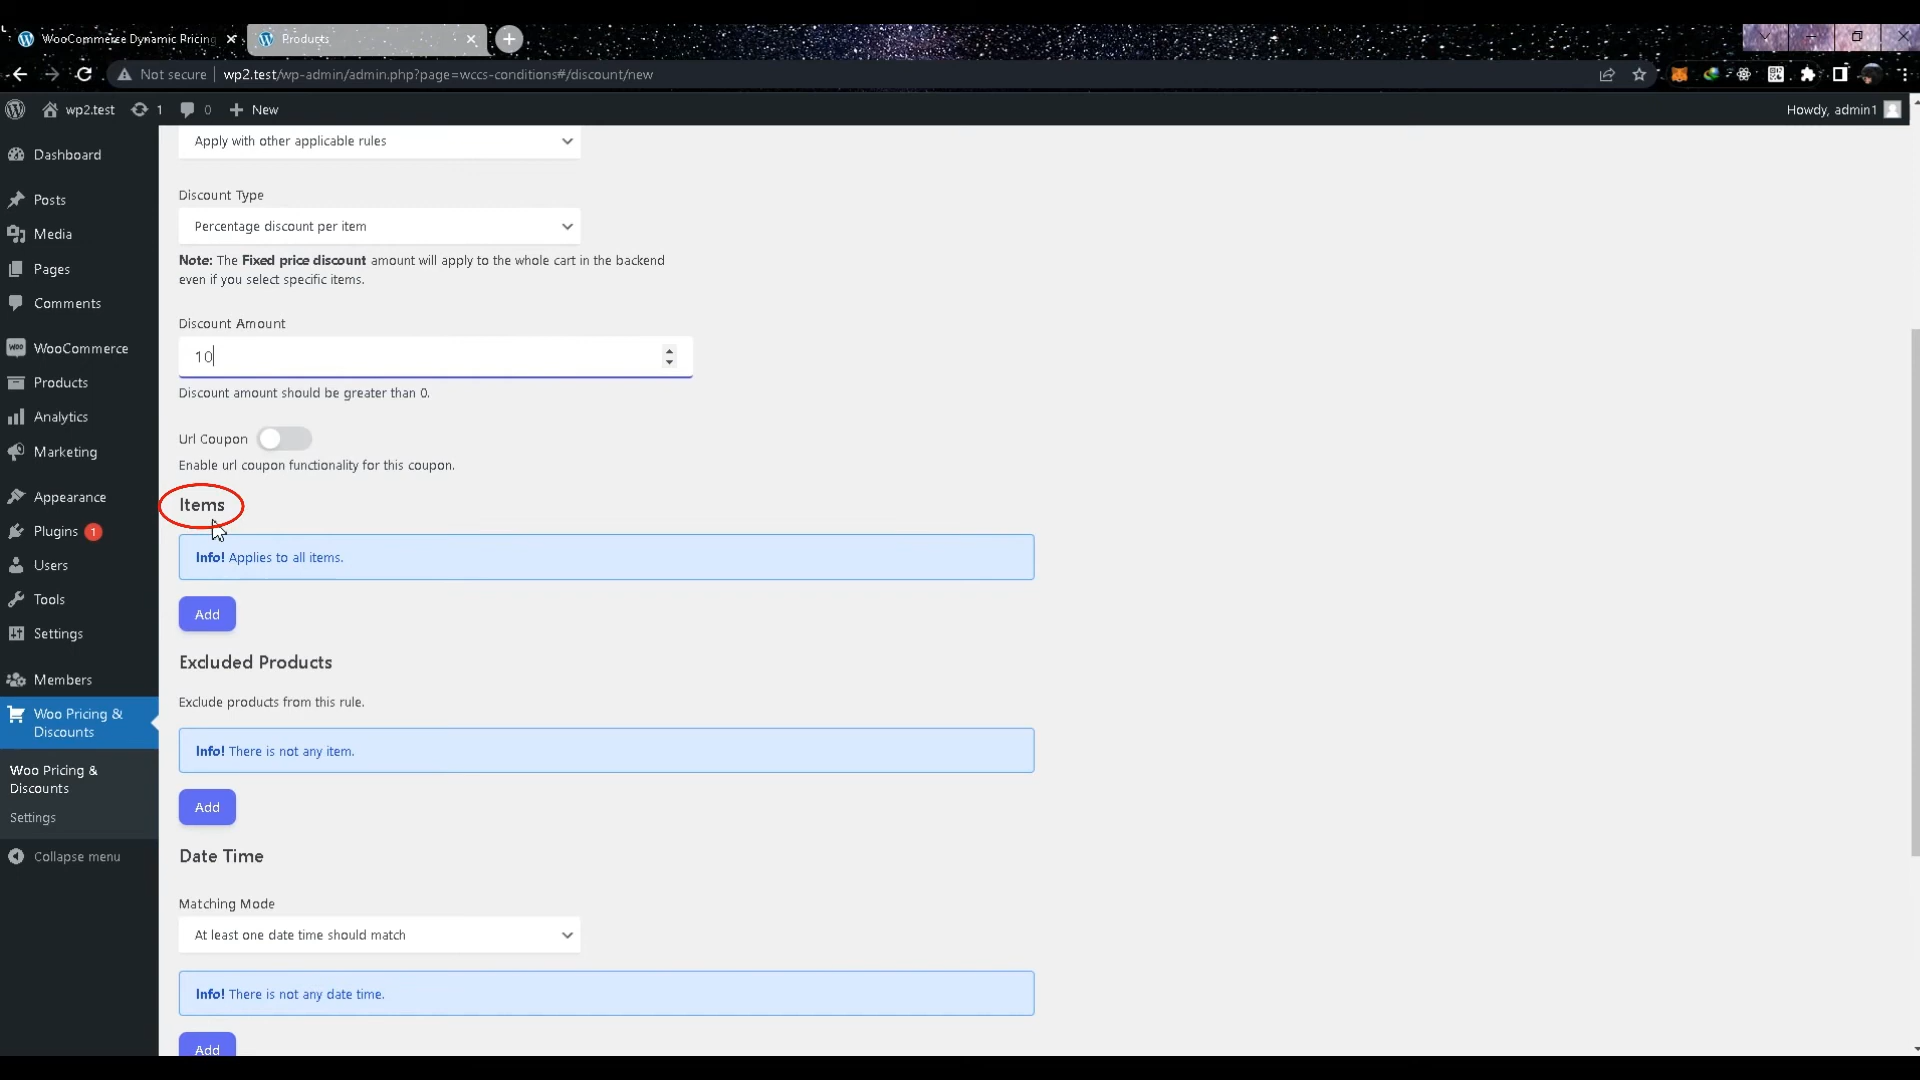 WooCommerce Dynamic Pricing
Products
Not secure
wp2.test/wp-admin/admin.php?page=wccs-conditions#/discount/new
wp2.test
1
0
New
Howdy, admin1
Dashboard
Posts
Media
Pages
Comments
WooCommerce
Products
Analytics
Marketing
Appearance
Plugins 1
Users
Tools
Settings
Members
Woo Pricing &
Discounts
Woo Pricing &
Discounts
Settings
Collapse menu
Apply with other applicable rules
Discount Type
Percentage discount per item
Note: The Fixed price discount amount will apply to the whole cart in the backend
even if you select specific items.
Discount Amount
10
Discount amount should be greater than 0.
Url Coupon
Enable url coupon functionality for this coupon.
Items
Info! Applies to all items.
Add
Excluded Products
Exclude products from this rule.
Info! There is not any item.
Add
Date Time
Matching Mode
At least one date time should match
Info! There is not any date time.
Add